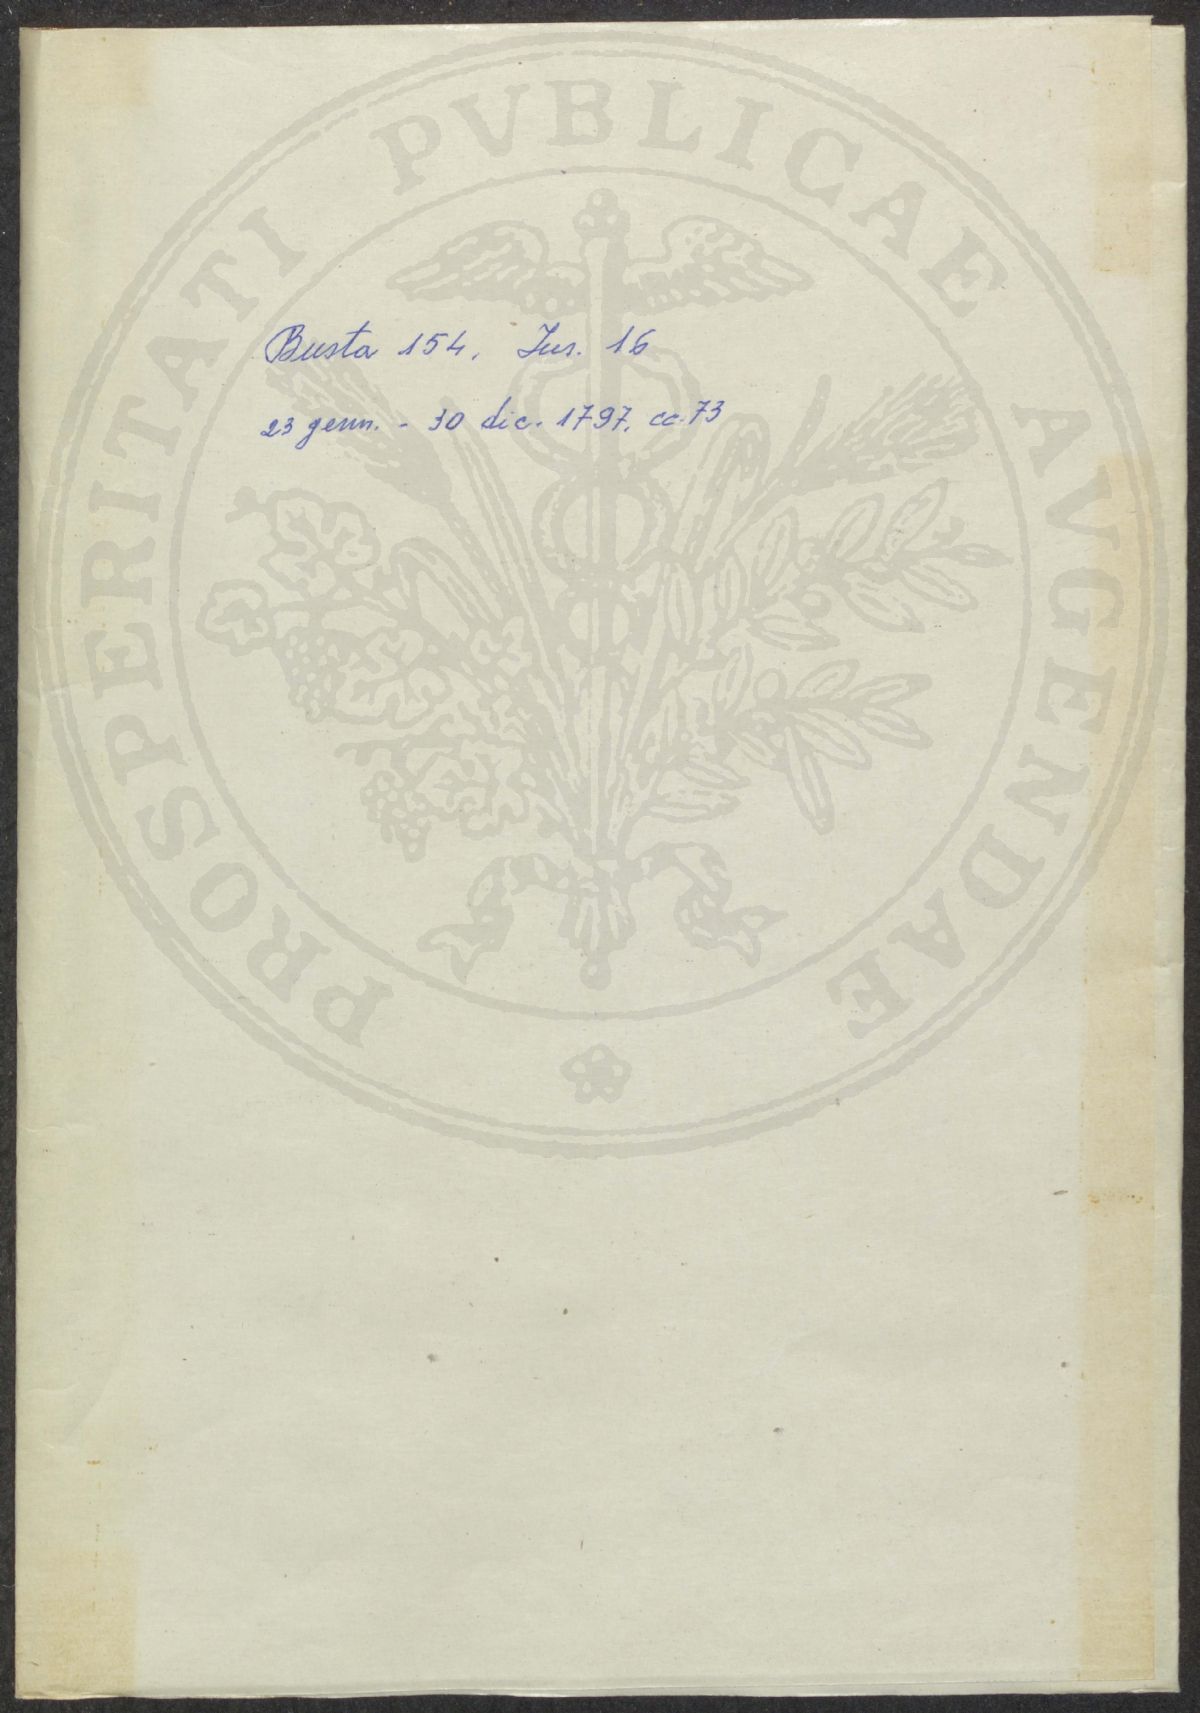 Busta 154, Ins. 16
23 genn. - 30 dic. 1797, cc. 73
PROSPERITATI PVBLICAE AVGENDAE